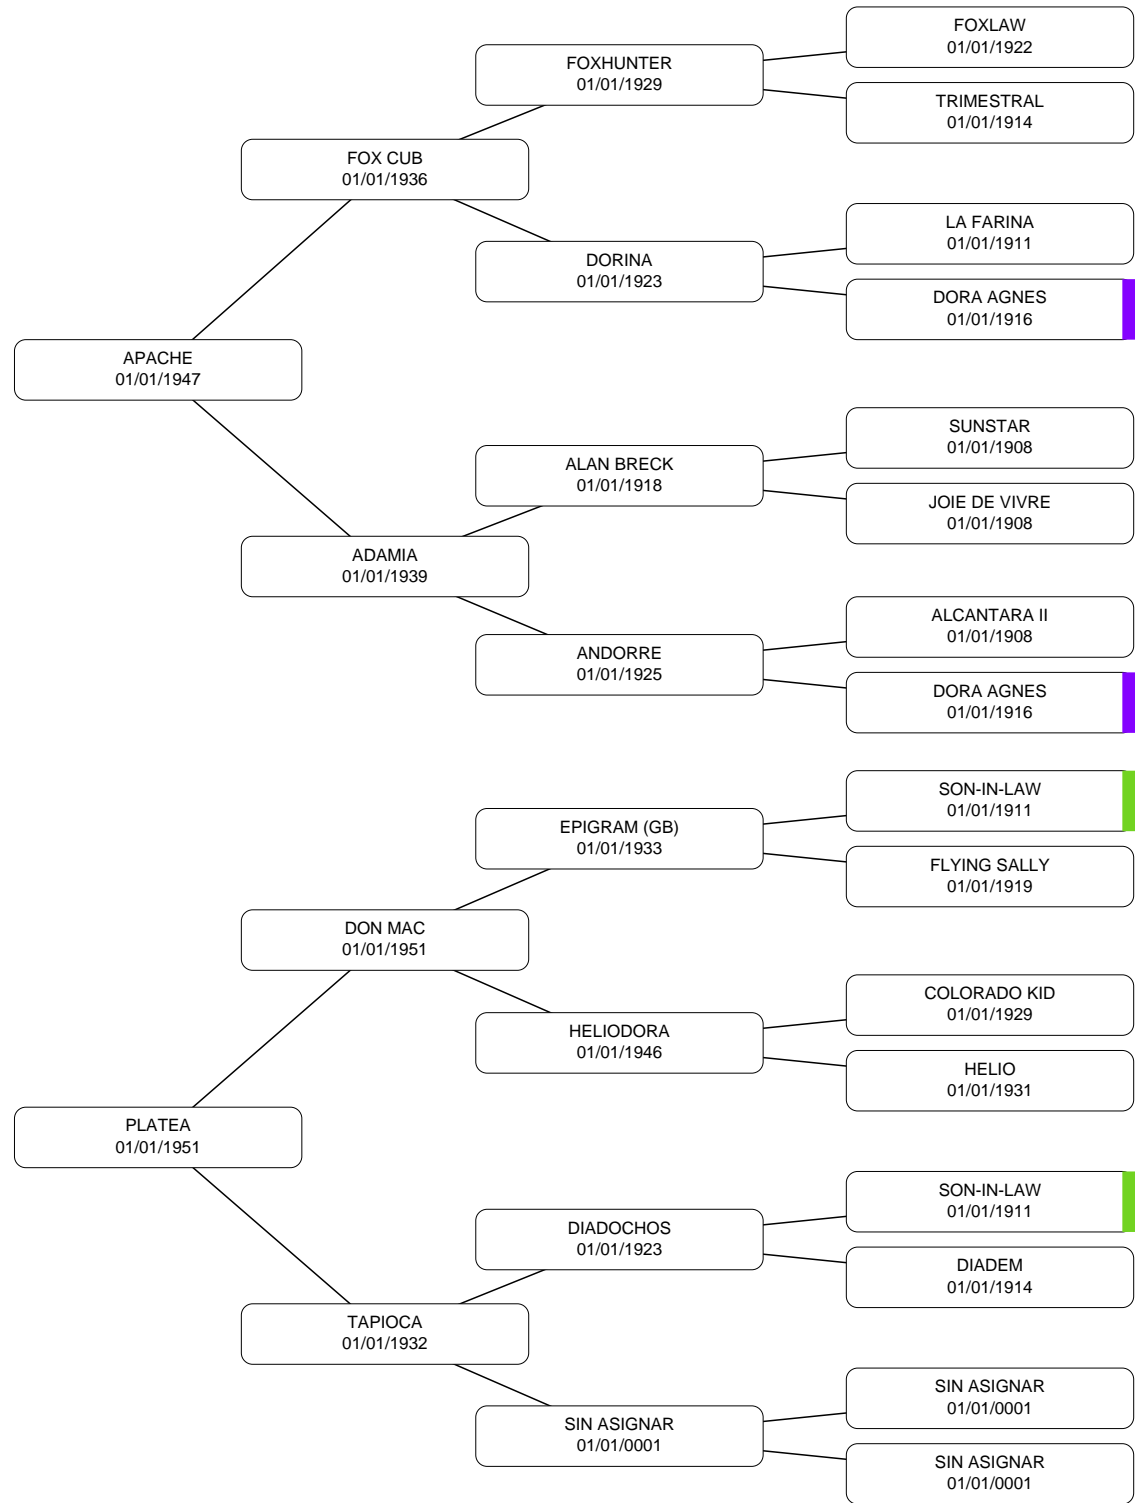 FOXLAW
01/01/1922
FOXHUNTER
01/01/1929
TRIMESTRAL
01/01/1914
FOX CUB
01/01/1936
LA FARINA
01/01/1911
DORINA
01/01/1923
DORA AGNES
01/01/1916
APACHE
01/01/1947
SUNSTAR
01/01/1908
ALAN BRECK
01/01/1918
JOIE DE VIVRE
01/01/1908
ADAMIA
01/01/1939
ALCANTARA II
01/01/1908
ANDORRE
01/01/1925
DORA AGNES
01/01/1916
SON-IN-LAW
01/01/1911
EPIGRAM (GB)
01/01/1933
FLYING SALLY
01/01/1919
DON MAC
01/01/1951
COLORADO KID
01/01/1929
HELIODORA
01/01/1946
HELIO
01/01/1931
PLATEA
01/01/1951
SON-IN-LAW
01/01/1911
DIADOCHOS
01/01/1923
DIADEM
01/01/1914
TAPIOCA
01/01/1932
SIN ASIGNAR
01/01/0001
SIN ASIGNAR
01/01/0001
SIN ASIGNAR
01/01/0001